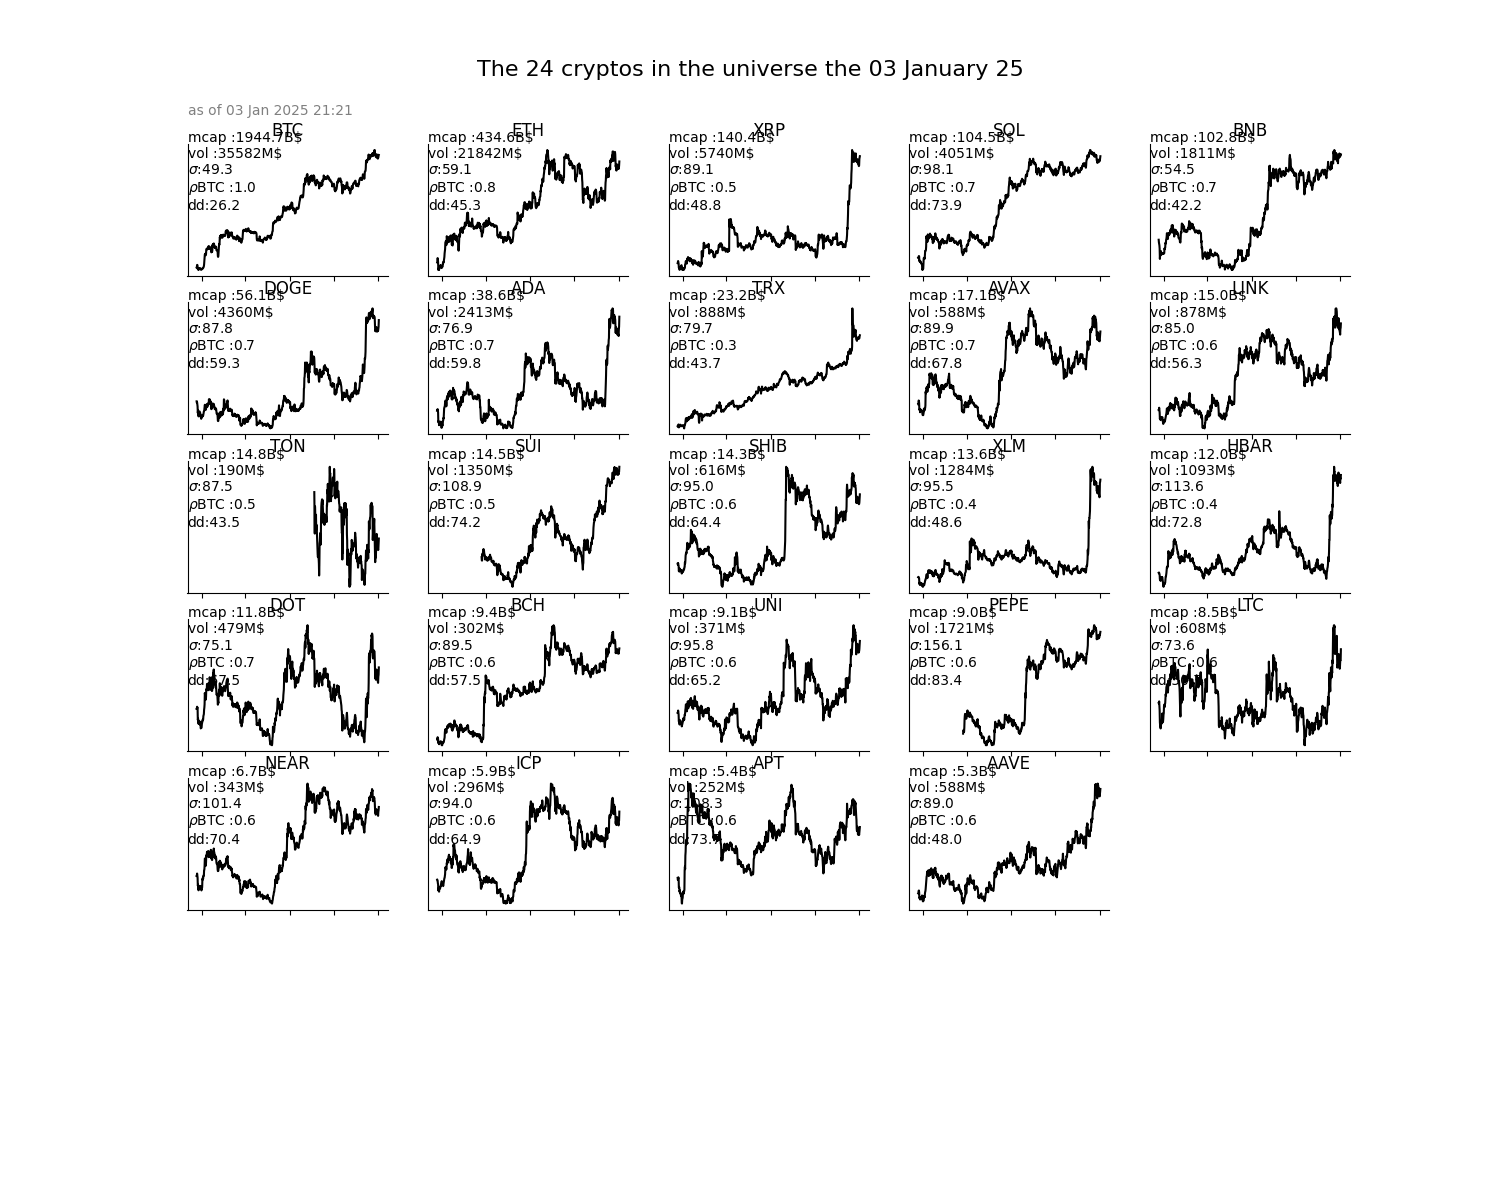 The 24 cryptos in the universe the 03 January 25
as of 03 Jan 2025 21:21
BTC
mcap :1944.7B$
vol :35582M$
σ:49.3
ρBTC :1.0
dd:26.2
ETH
mcap :434.6B$
vol :21842M$
σ:59.1
ρBTC :0.8
dd:45.3
XRP
mcap :140.4B$
vol :5740M$
σ:89.1
ρBTC :0.5
dd:48.8
SOL
mcap :104.5B$
vol :4051M$
σ:98.1
ρBTC :0.7
dd:73.9
BNB
mcap :102.8B$
vol :1811M$
σ:54.5
ρBTC :0.7
dd:42.2
DOGE
mcap :56.1B$
vol :4360M$
σ:87.8
ρBTC :0.7
dd:59.3
ADA
mcap :38.6B$
vol :2413M$
σ:76.9
ρBTC :0.7
dd:59.8
TRX
mcap :23.2B$
vol :888M$
σ:79.7
ρBTC :0.3
dd:43.7
AVAX
mcap :17.1B$
vol :588M$
σ:89.9
ρBTC :0.7
dd:67.8
LINK
mcap :15.0B$
vol :878M$
σ:85.0
ρBTC :0.6
dd:56.3
TON
mcap :14.8B$
vol :190M$
σ:87.5
ρBTC :0.5
dd:43.5
SUI
mcap :14.5B$
vol :1350M$
σ:108.9
ρBTC :0.5
dd:74.2
SHIB
mcap :14.3B$
vol :616M$
σ:95.0
ρBTC :0.6
dd:64.4
XLM
mcap :13.6B$
vol :1284M$
σ:95.5
ρBTC :0.4
dd:48.6
HBAR
mcap :12.0B$
vol :1093M$
σ:113.6
ρBTC :0.4
dd:72.8
DOT
mcap :11.8B$
vol :479M$
σ:75.1
ρBTC :0.7
BCH
mcap :9.4B$
vol :302M$
σ:89.5
ρBTC :0.6
dd:57.5
UNI
mcap :9.1B$
vol :371M$
σ:95.8
ρBTC :0.6
dd:65.2
PEPE
mcap :9.0B$
vol :1721M$
σ:156.1
ρBTC :0.6
dd:83.4
LTC
mcap :8.5B$
vol :608M$
σ:73.6
ρBTC :0.6
NEAR
mcap :6.7B$
vol :343M$
σ:101.4
ρBTC :0.6
dd:70.4
ICP
mcap :5.9B$
vol :296M$
σ:94.0
ρBTC :0.6
dd:64.9
APT
mcap :5.4B$
vol :252M$
σ:108.3
ρBTC :0.6
AAVE
mcap :5.3B$
vol :588M$
σ:89.0
ρBTC :0.6
dd:48.0